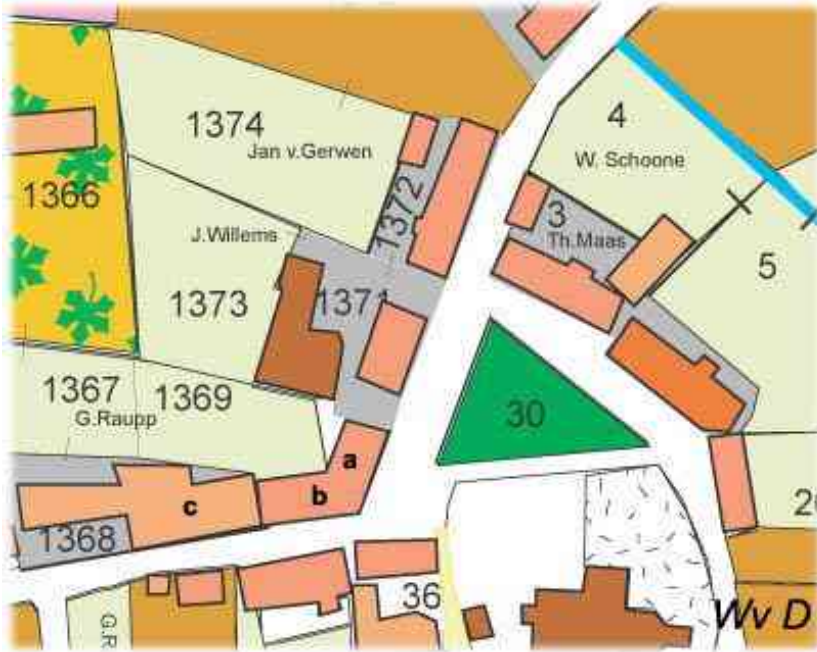 1374
Jan v.Gerwen
4
W. Schoone
1366
1372
3
Th.Maas
J.Willems
5
1373
1371
1367
1369
G.Raupp
30
a
b
c
1368
36
Wv D